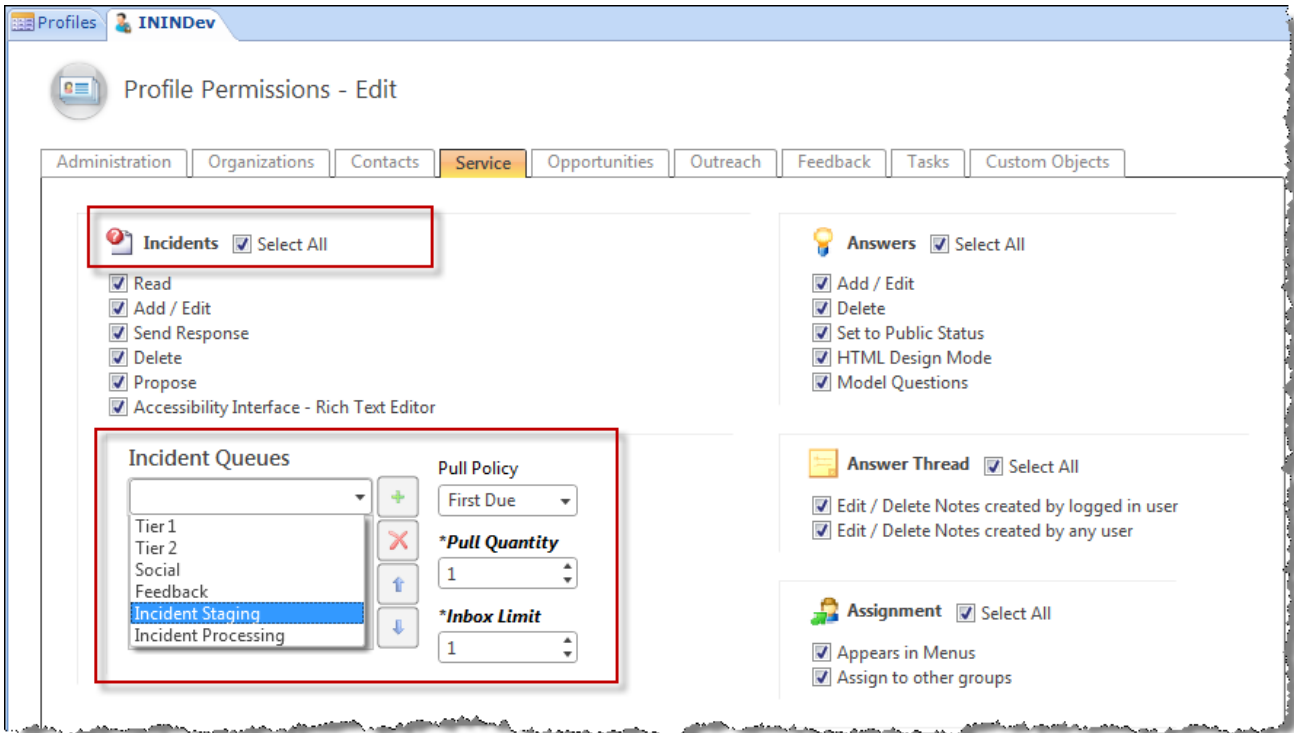 Profiles
ININDev
Profile Permissions - Edit
Administration
Organizations
Contacts
Service
Opportunities
Outreach
Feedback
Tasks
Custom Objects
Incidents Select All
Read
Add / Edit
Send Response
Delete
Propose
Accessibility Interface - Rich Text Editor
Incident Queues
Tier 1
Tier 2
Social
Feedback
Incident Staging
Incident Processing
Pull Policy
First Due
*Pull Quantity
1
*Inbox Limit
1
Answers Select All
Add / Edit
Delete
Set to Public Status
HTML Design Mode
Model Questions
Answer Thread Select All
Edit / Delete Notes created by logged in user
Edit / Delete Notes created by any user
Assignment Select All
Appears in Menus
Assign to other groups